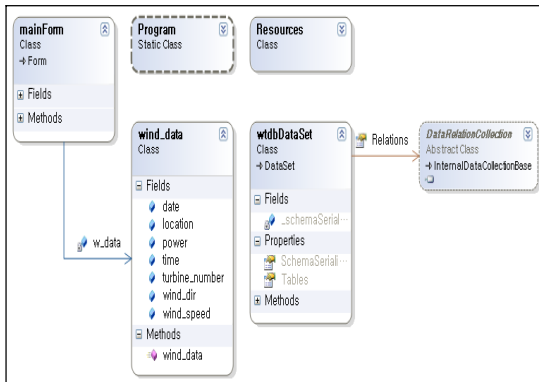 mainForm
Class
Form
Fields
Methods
Program
Static Class
Resources
Class
w_data
wind_data
Class
Fields
date
location
power
time
turbine_number
wind_dir
wind_speed
Methods
wind_data
wtdbDataSet
Class
DataSet
Fields
_schemaSerial...
Properties
SchemaSeriali...
Tables
Methods
Relations
DataRelationCollection
Abstract Class
InternalDataCollectionBase